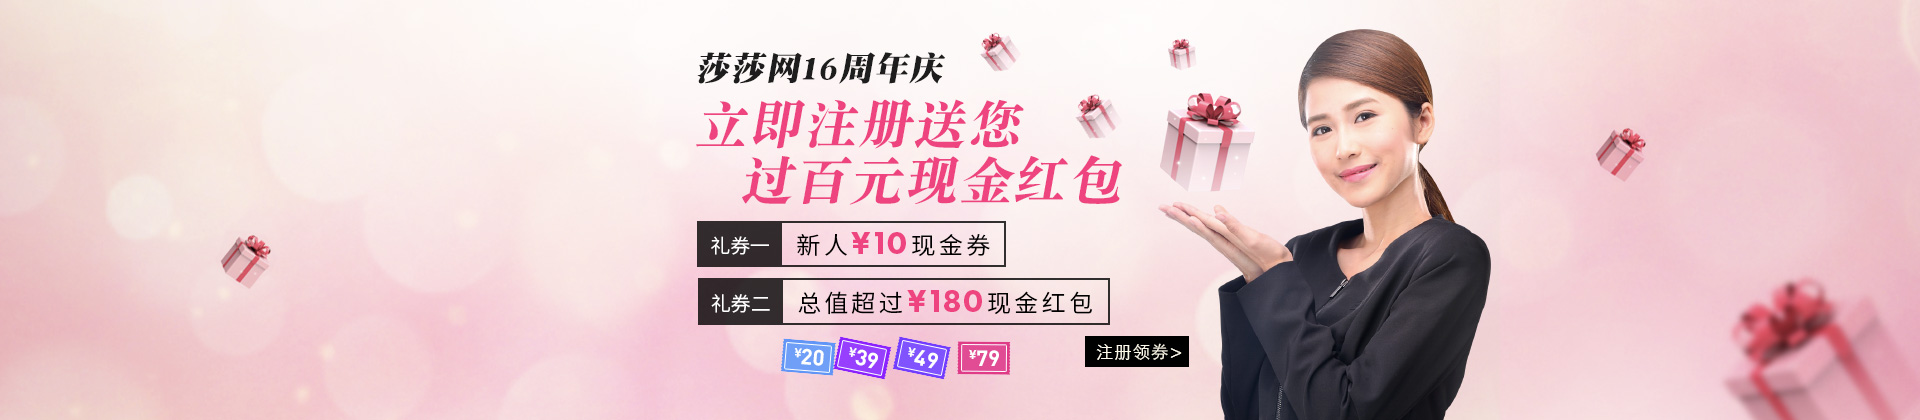 莎莎网16周年庆
立即注册送您
过百元现金红包
礼券一 新人¥10现金券
礼券二 总值超过¥180现金红包
¥20 ¥39 ¥49 ¥79
注册领券>